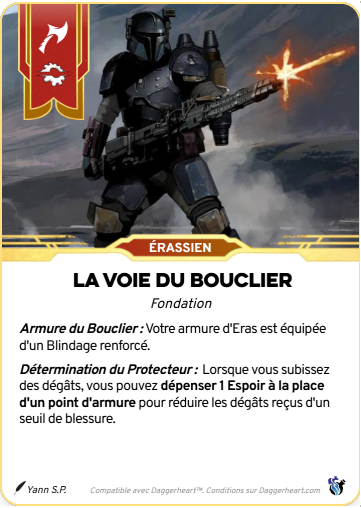 ÉRASSIEN
LA VOIE DU BOUCLIER
Fondation
Armure du Bouclier : Votre armure d'Eras est équipée
d'un Blindage renforcé.
Détermination du Protecteur : Lorsque vous subissez
des dégâts, vous pouvez dépenser 1 Espoir à la place
d'un point d'armure pour réduire les dégâts reçus d'un
seuil de blessure.
Yann S.P.
Compatible avec Daggerheart™. Conditions sur Daggerheart.com